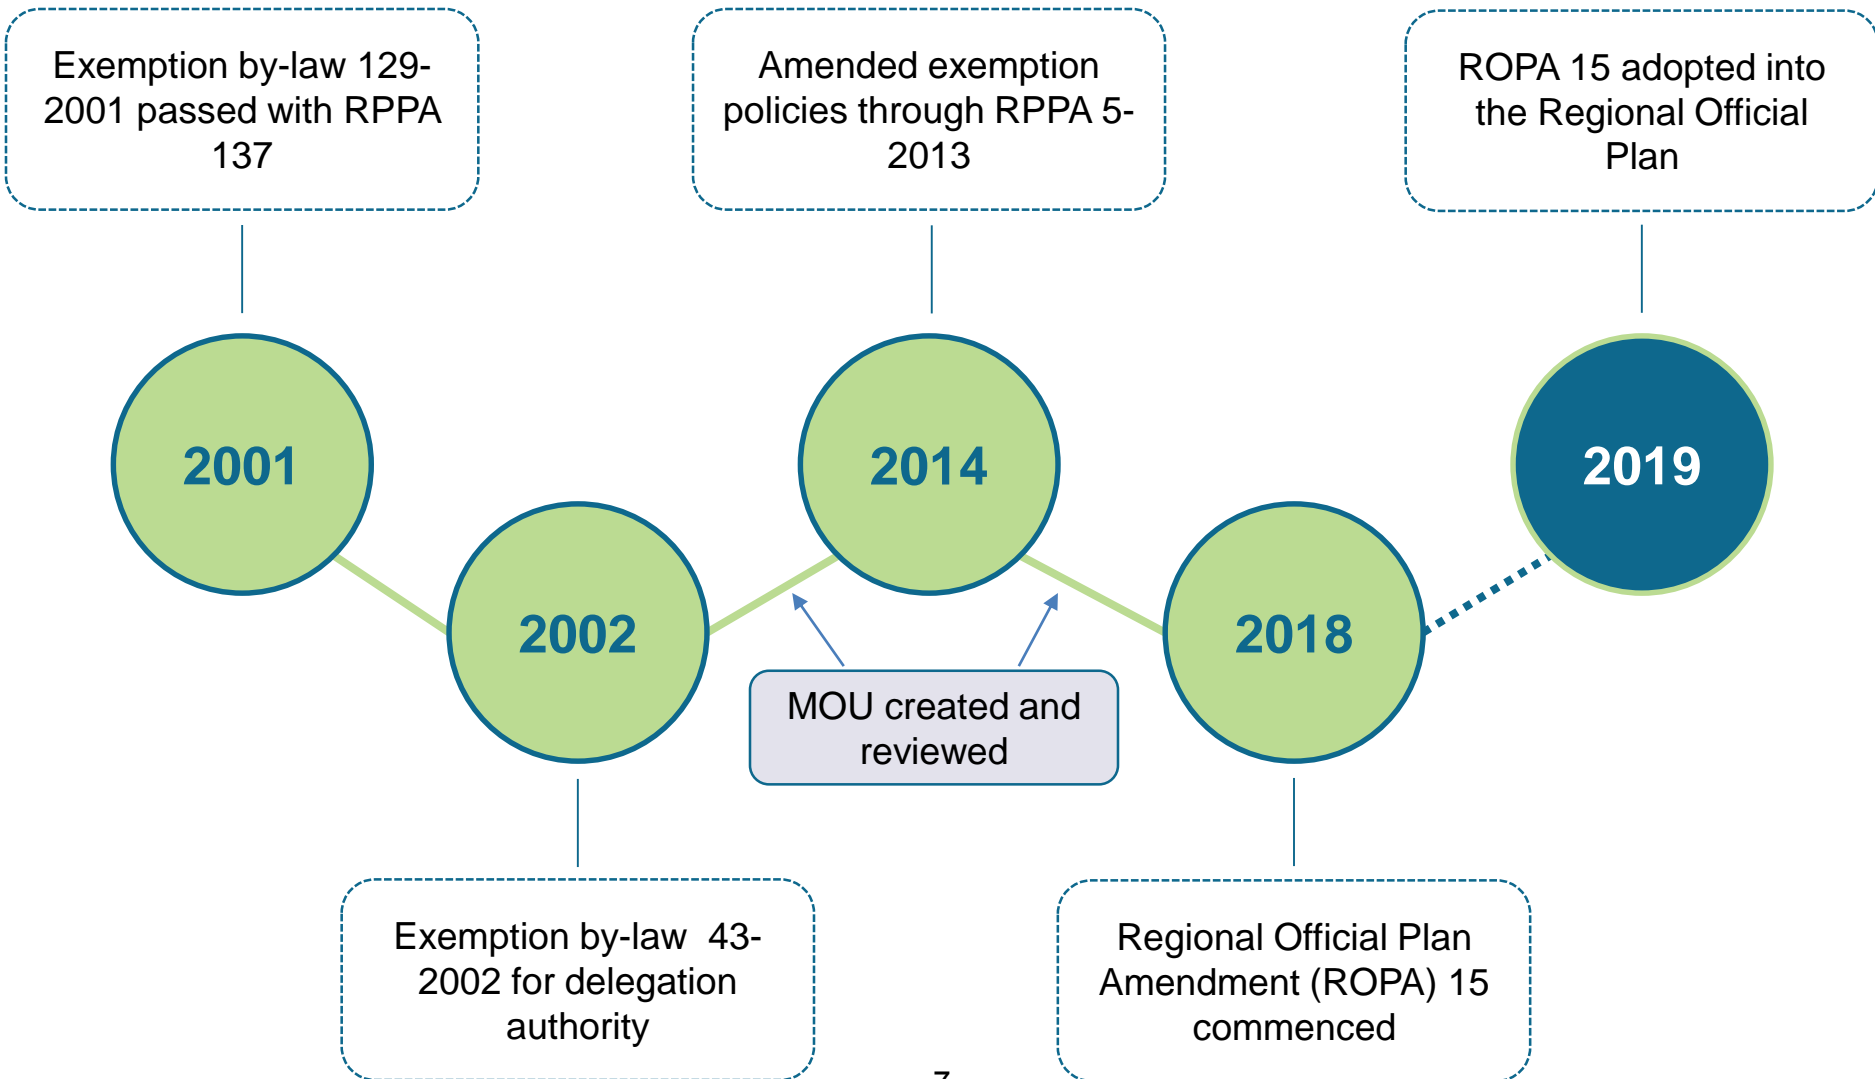 Exemption by-law 129-
2001 passed with RPPA
137
Amended exemption
policies through RPPA 5-
2013
ROPA 15 adopted into
the Regional Official
Plan
2001
2014
2019
2002
2018
MOU created and
reviewed
Exemption by-law  43-
2002 for delegation
authority
Regional Official Plan
Amendment (ROPA) 15
commenced
7